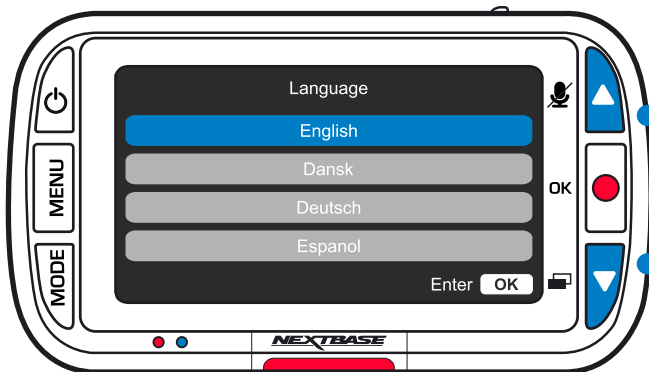 Language
English
Dansk
Deutsch
Espanol
Enter OK
MENU
MODE
OK
NEXTBASE